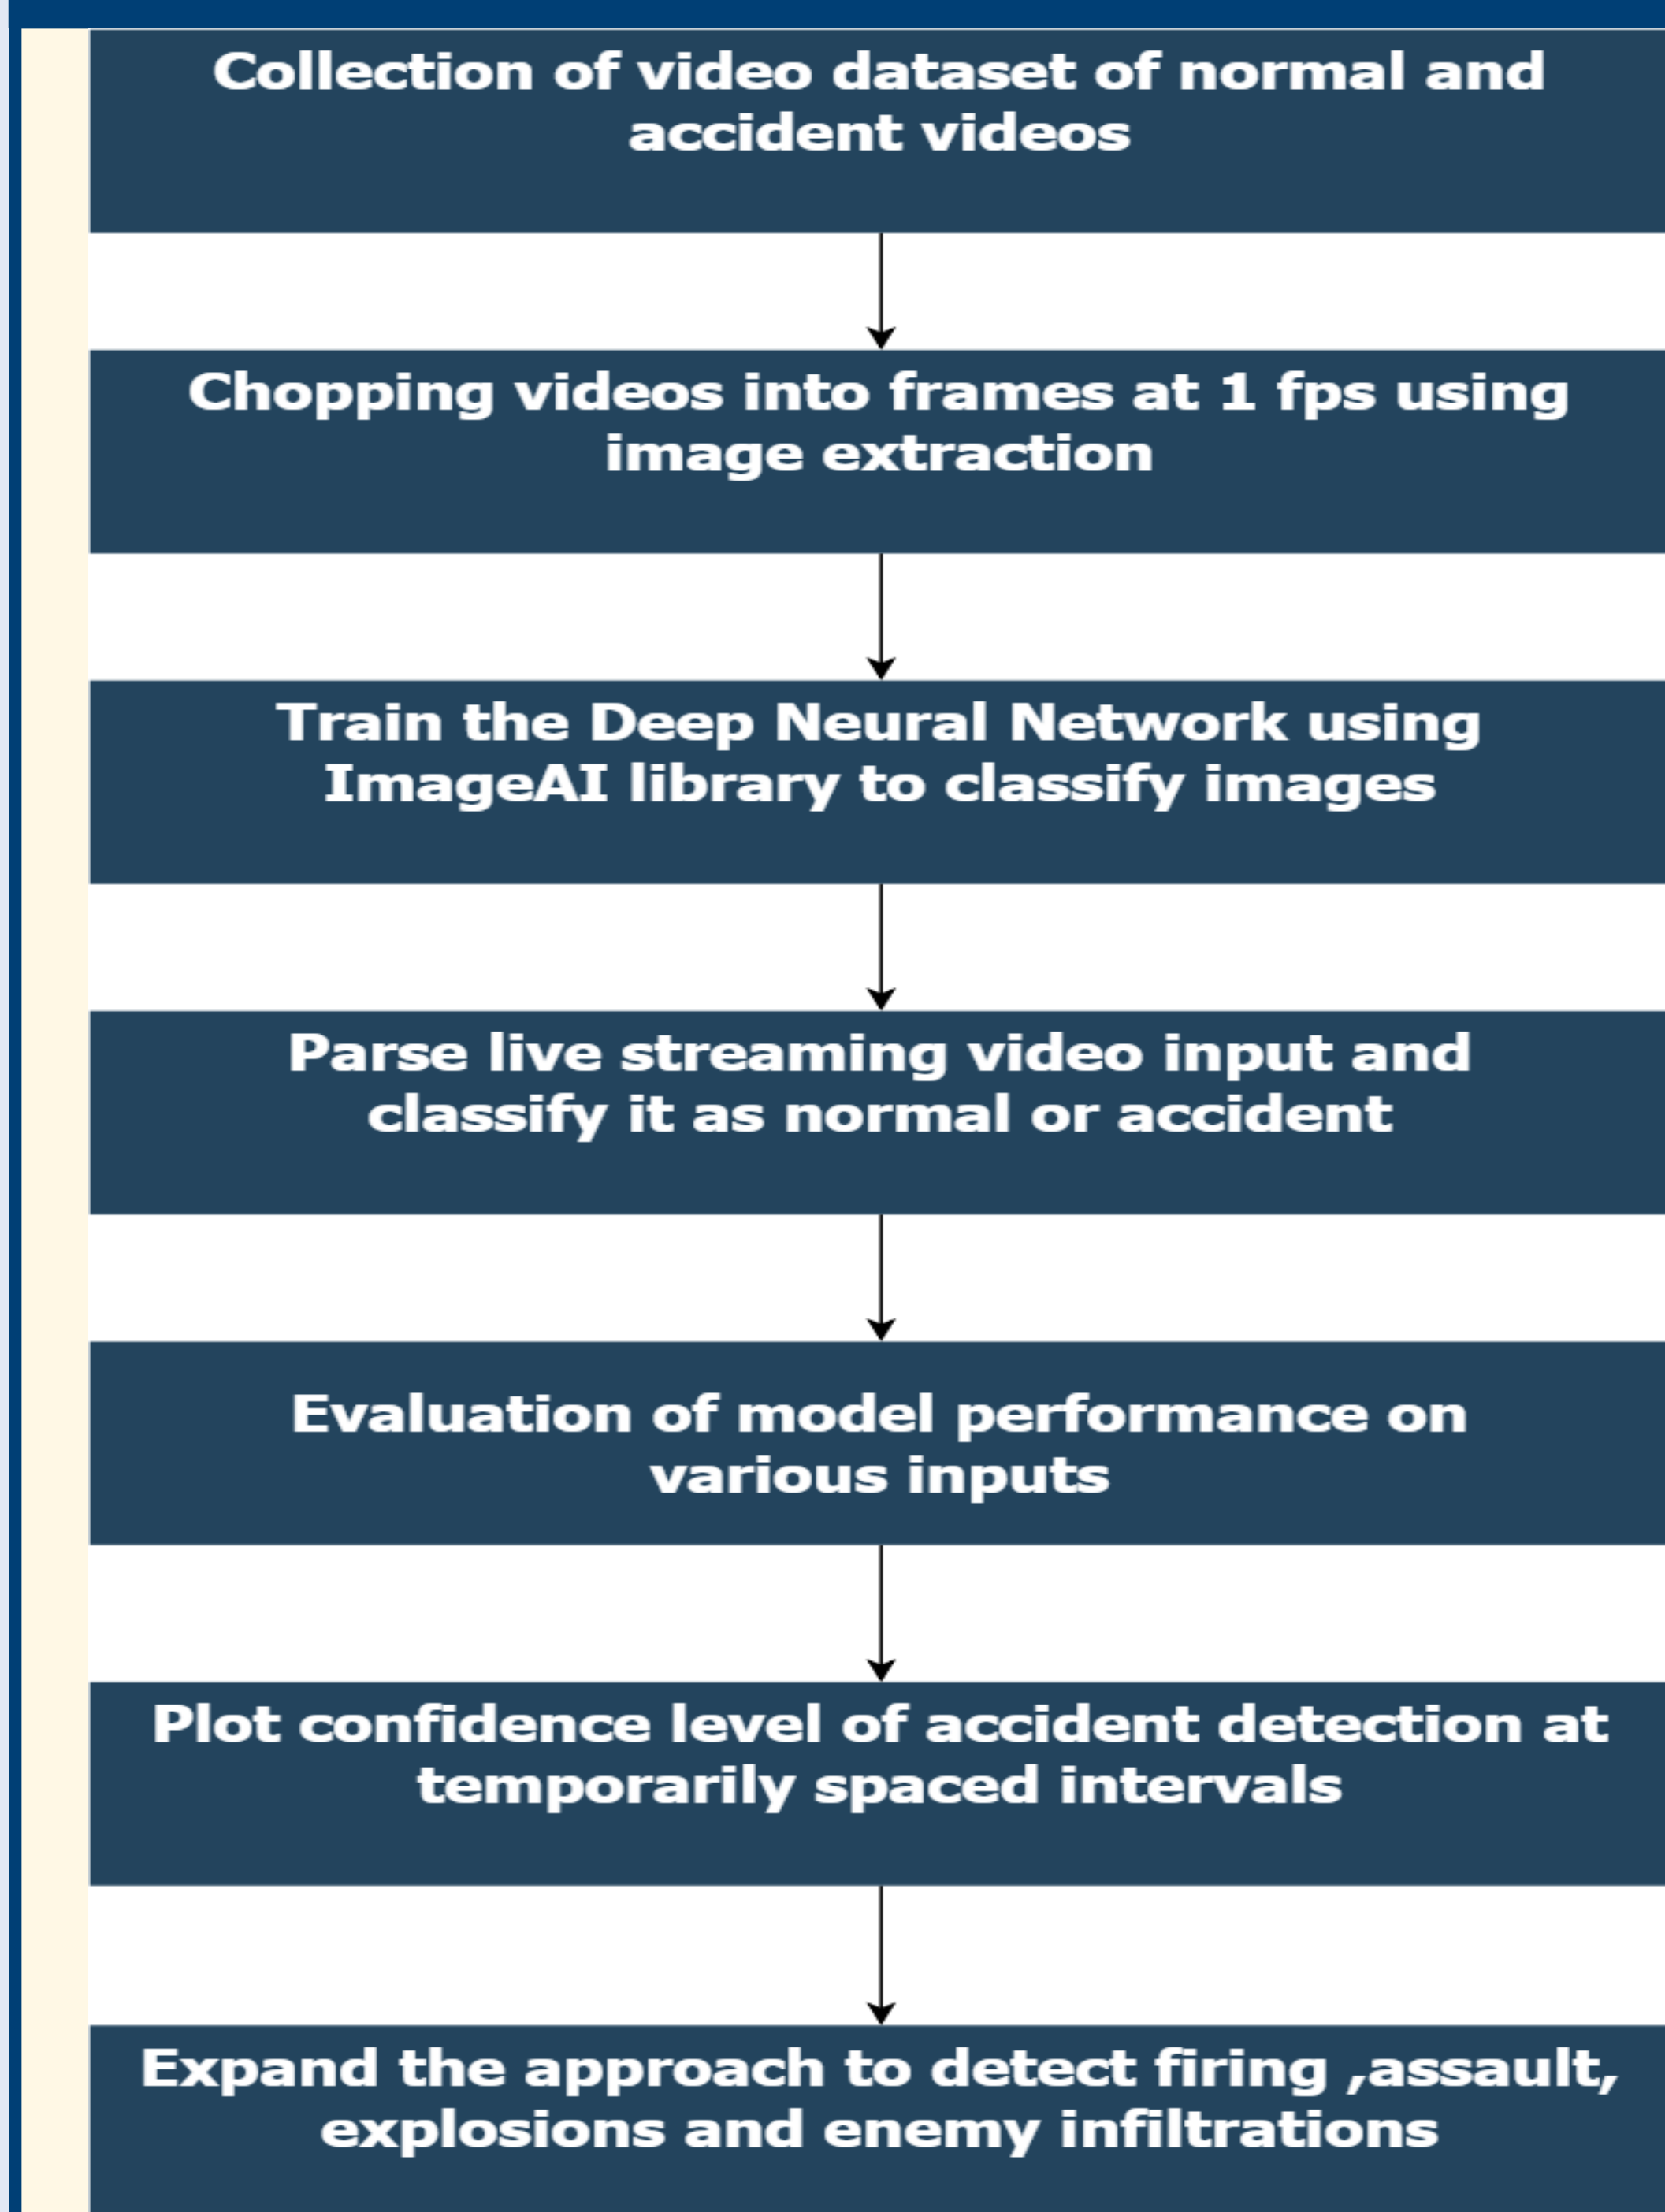 Collection of video dataset of normal and
accident videos
Chopping videos into frames at 1 fps using
image extraction
Train the Deep Neural Network using
ImageAI library to classify images
Parse live streaming video input and
classify it as normal or accident
Evaluation of model performance on
various inputs
Plot confidence level of accident detection at
temporarily spaced intervals
Expand the approach to detect firing ,assault,
explosions and enemy infiltrations